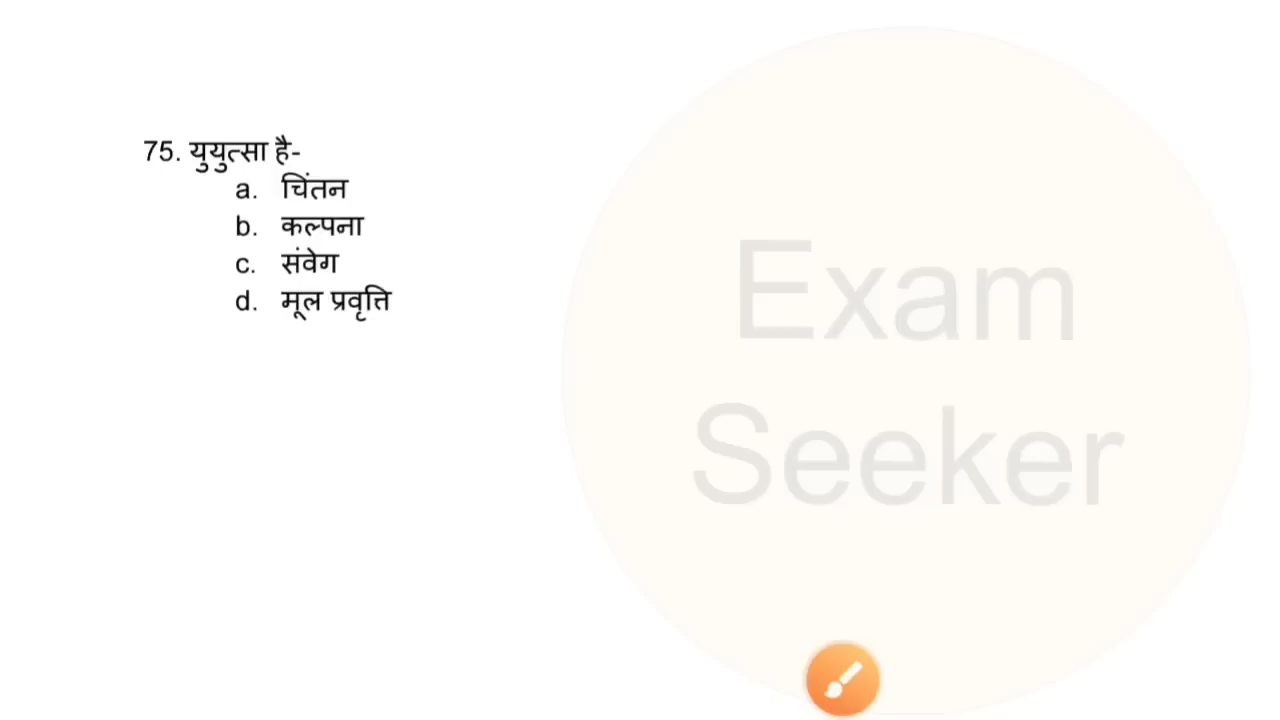 75. युयुत्सा है-
a. चिंतन
b. कल्पना
c. संवेग
d. मूल प्रवृत्ति
Exam
Seeker